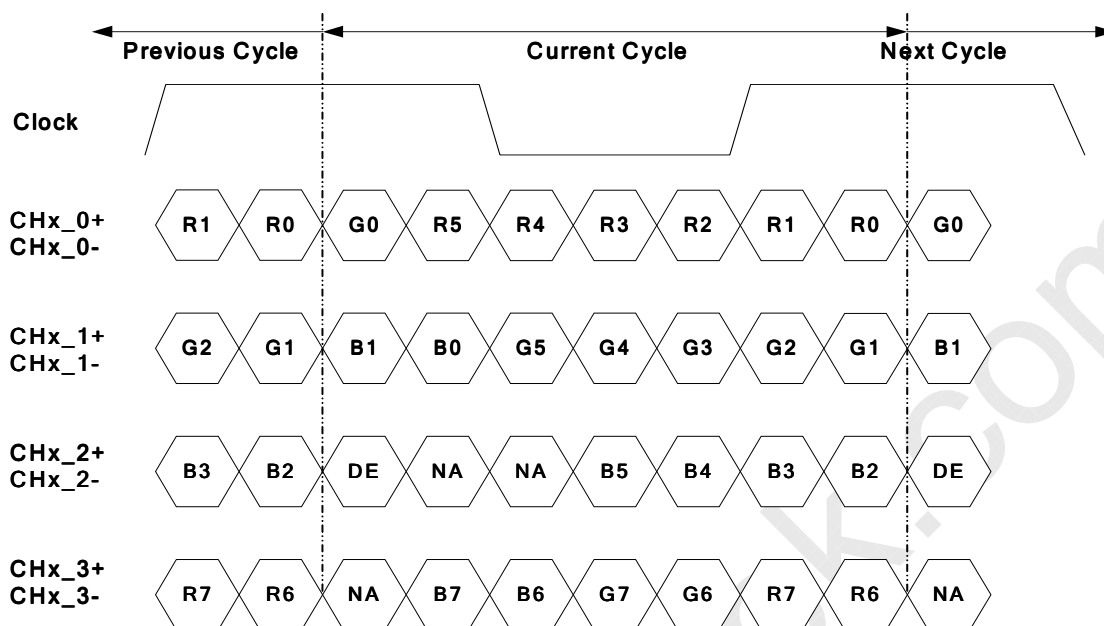 Previous Cycle Current Cycle Next Cycle
Clock
CHx_0+
CHx_0-
R1 R0 G0 R5 R4 R3 R2 R1 R0 G0
CHx_1+
CHx_1-
G2 G1 B1 B0 G5 G4 G3 G2 G1 B1
CHx_2+
CHx_2-
B3 B2 DE NA NA B5 B4 B3 B2 DE
CHx_3+
CHx_3-
R7 R6 NA B7 B6 G7 G6 R7 R6 NA
k.com